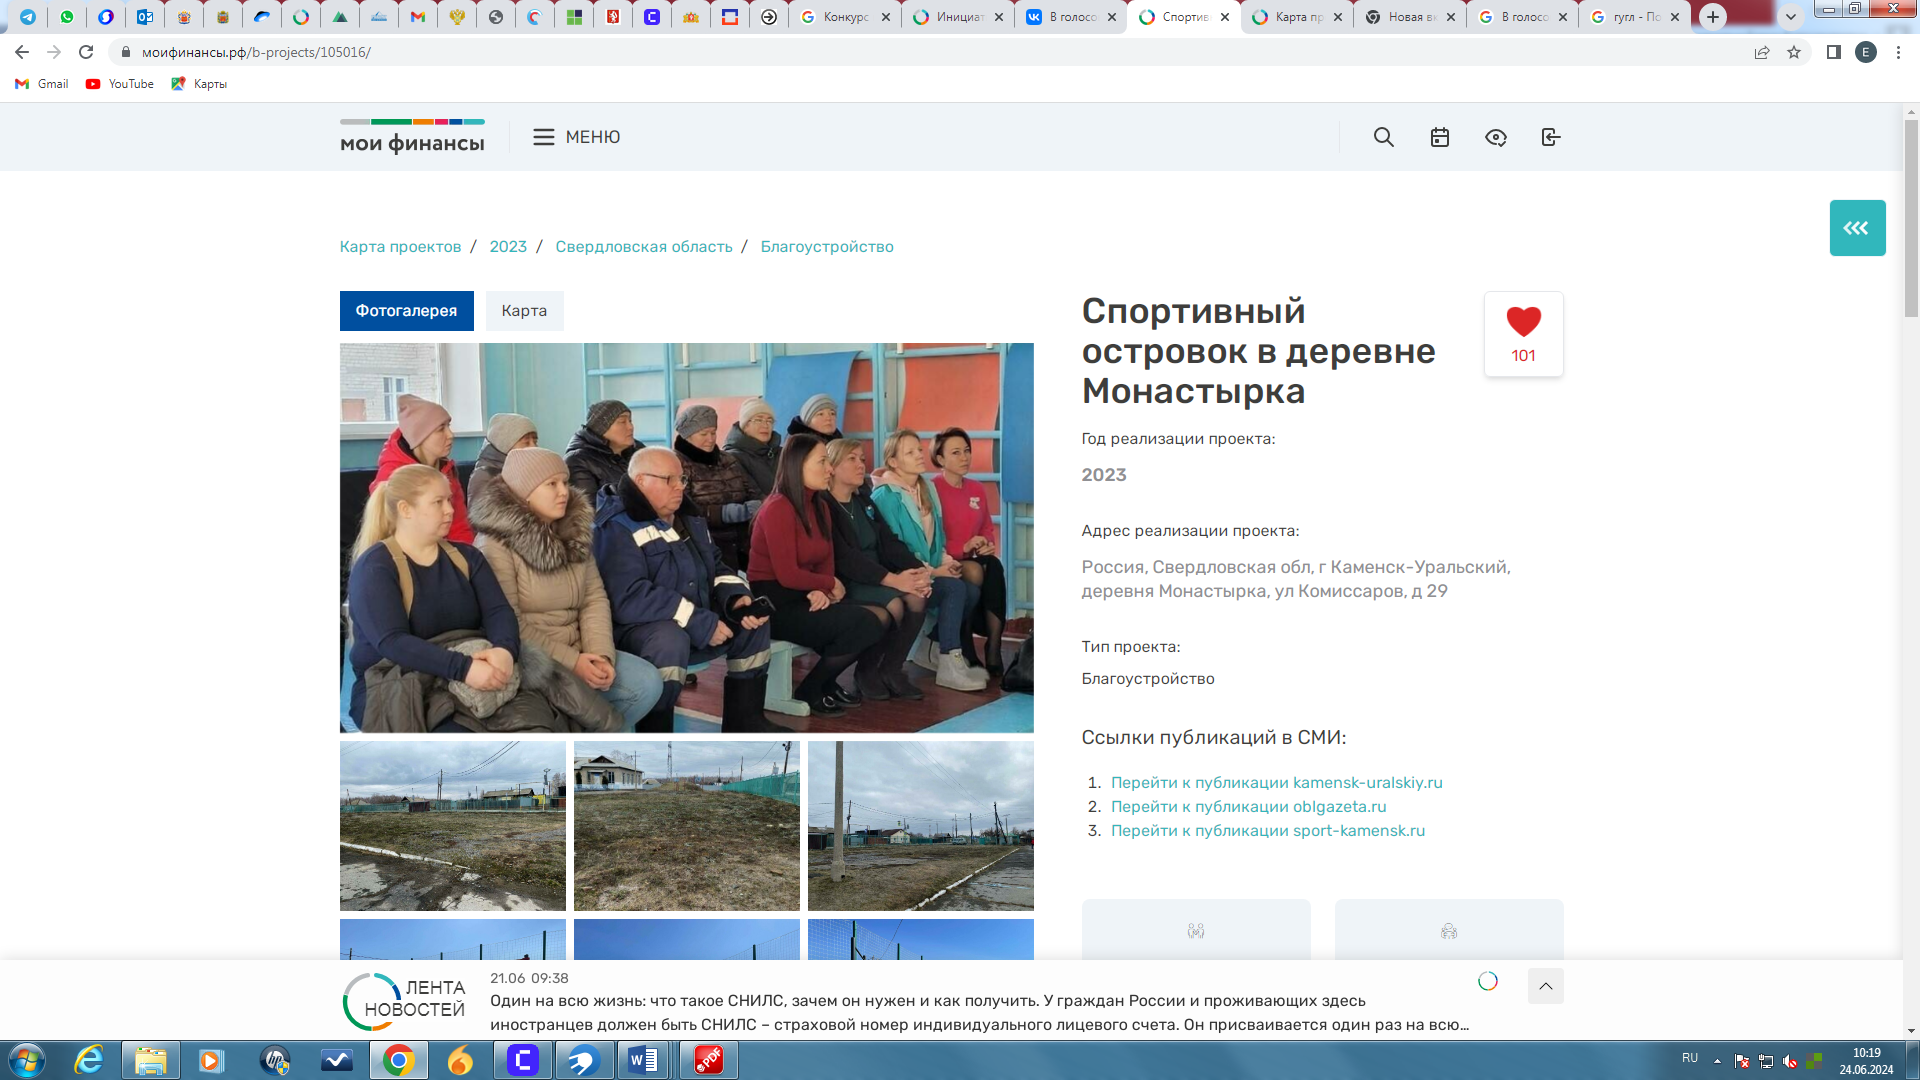 Конкурс
Инициат
В голосо
Спортив
Карта пр
Новая вк
В голосо
гугл - По
моифинансы.рф/b-projects/105016/
E
Gmail
YouTube
Карты
мои финансы
МЕНЮ
Карта проектов / 2023 / Свердловская область / Благоустройство
Фотогалерея
Карта
Спортивный
островок в деревне
Монастырка
101
Год реализации проекта:
2023
Адрес реализации проекта:
Россия, Свердловская обл, г Каменск-Уральский,
деревня Монастырка, ул Комиссаров, д 29
Тип проекта:
Благоустройство
Ссылки публикаций в СМИ:
1. Перейти к публикации kamensk-uralskiy.ru
2. Перейти к публикации oblgazeta.ru
3. Перейти к публикации sport-kamensk.ru
ЛЕНТА
НОВОСТЕЙ
21.06 09:38
Один на всю жизнь: что такое СНИЛС, зачем он нужен и как получить. У граждан России и проживающих здесь
иностранцев должен быть СНИЛС – страховой номер индивидуального лицевого счета. Он присваивается один раз на всю...
RU
10:19
24.06.2024